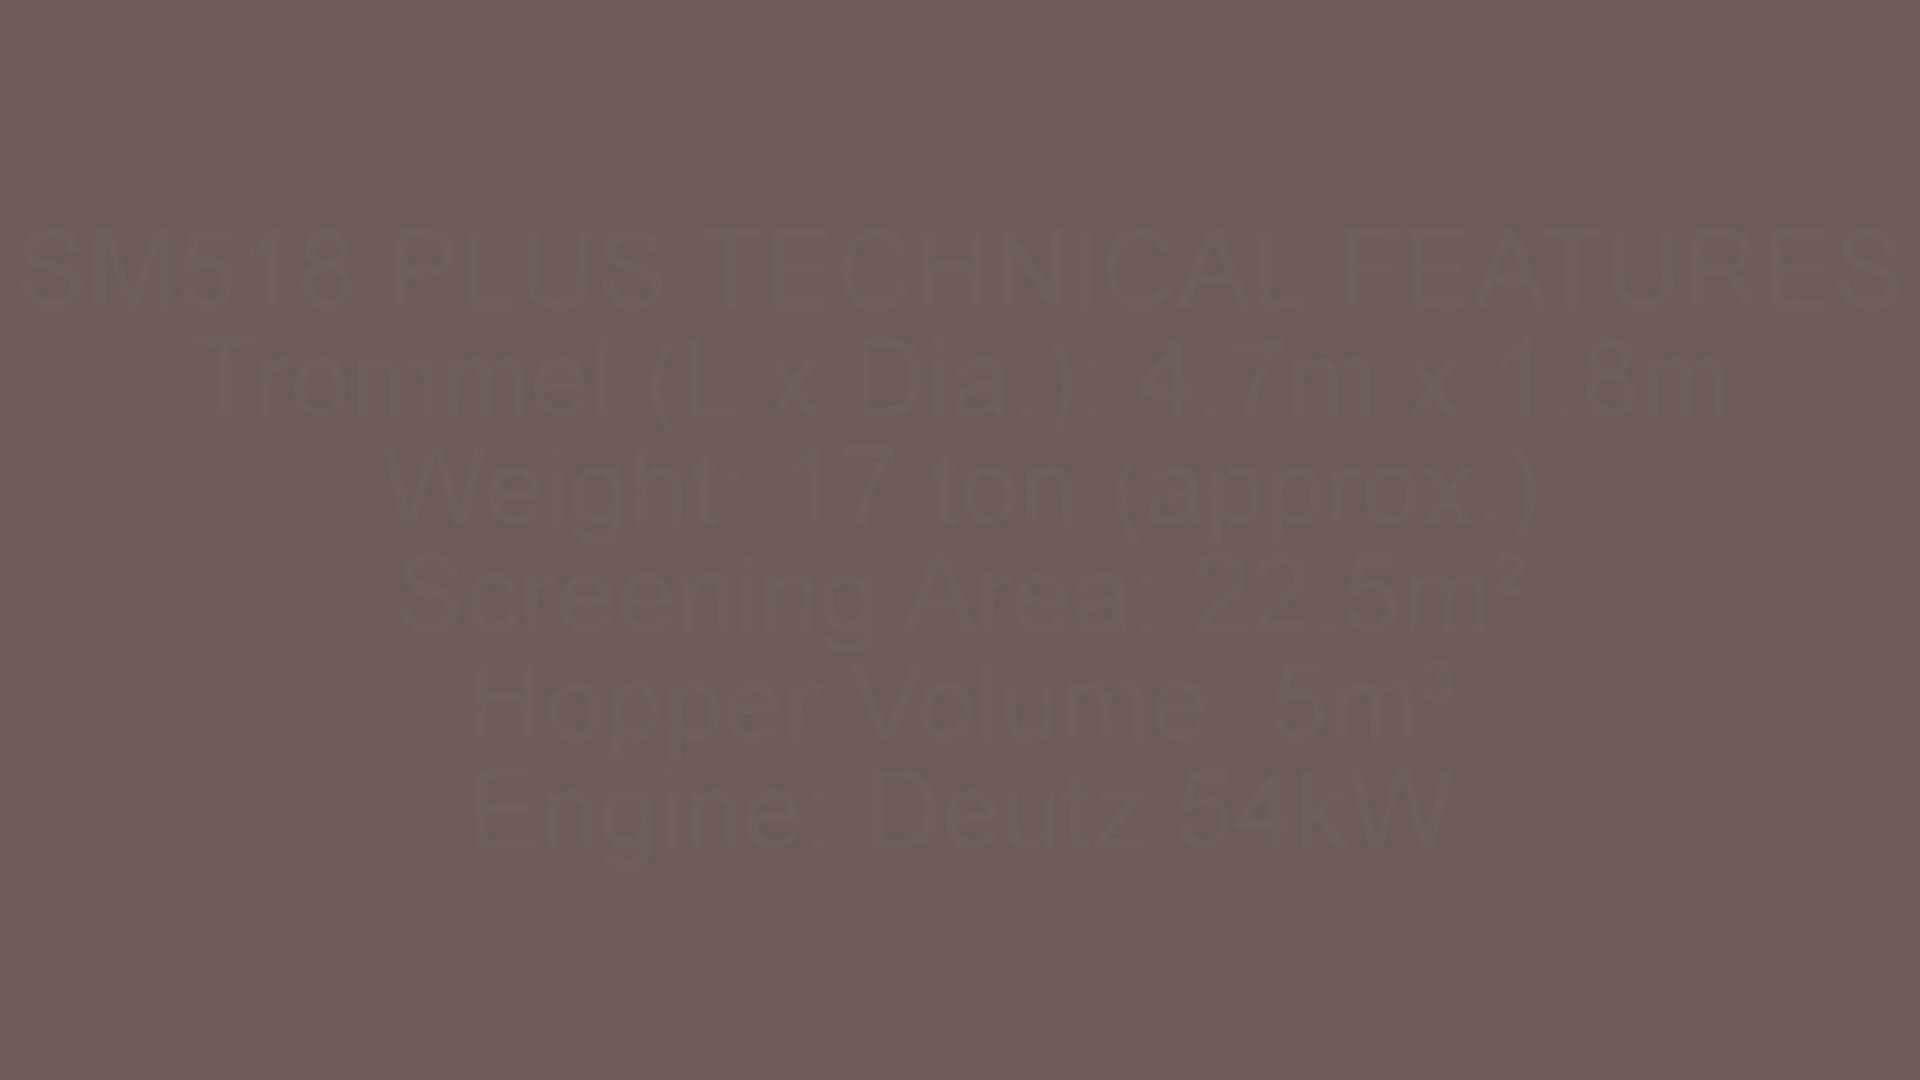 SM518 PLUS TECHNICAL FEATURES
Trommel (L x Dia.): 4.7m x 1.8m
Weight: 17 ton (approx.)
Screening Area: 22.5m²
Hopper Volume: 5m³
Engine: Deutz 54kW